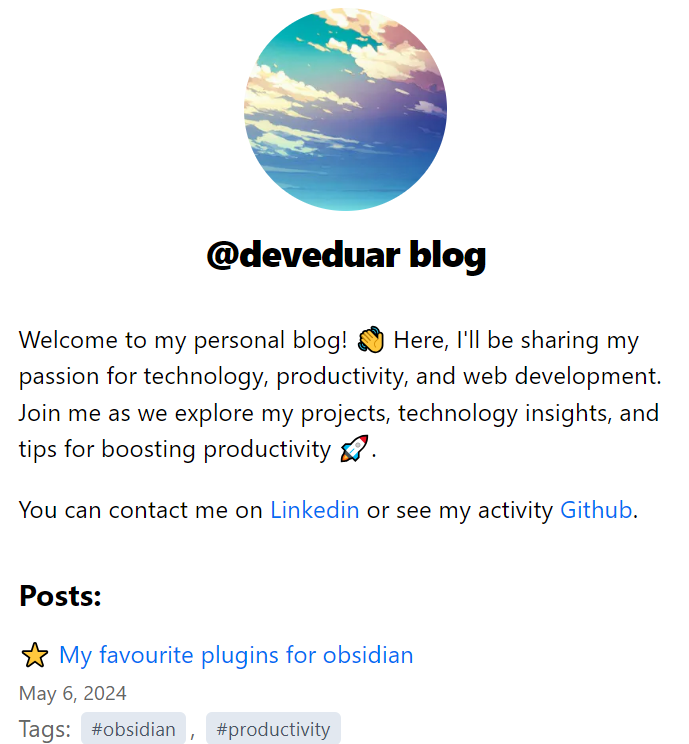 @deveduar blog
Welcome to my personal blog! 👋 Here, I'll be sharing my
passion for technology, productivity, and web development.
Join me as we explore my projects, technology insights, and
tips for boosting productivity 🚀.
You can contact me on Linkedin or see my activity Github.
Posts:
⭐ My favourite plugins for obsidian
May 6, 2024
Tags: #obsidian , #productivity